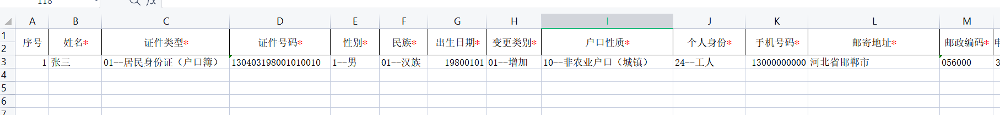 118 fx
A B C D E F G H I J K L M
1
序号 姓名* 证件类型* 证件号码* 性别* 民族* 出生日期* 变更类别* 户口性质* 个人身份* 手机号码* 邮寄地址* 邮政编码*
2
3 1 张三 01--居民身份证（户口簿） 130403198001010010 1--男 01--汉族 19800101 01--增加 10--非农业户口（城镇） 24--工人 13000000000 河北省邯郸市 056000 3
4
5
6
7